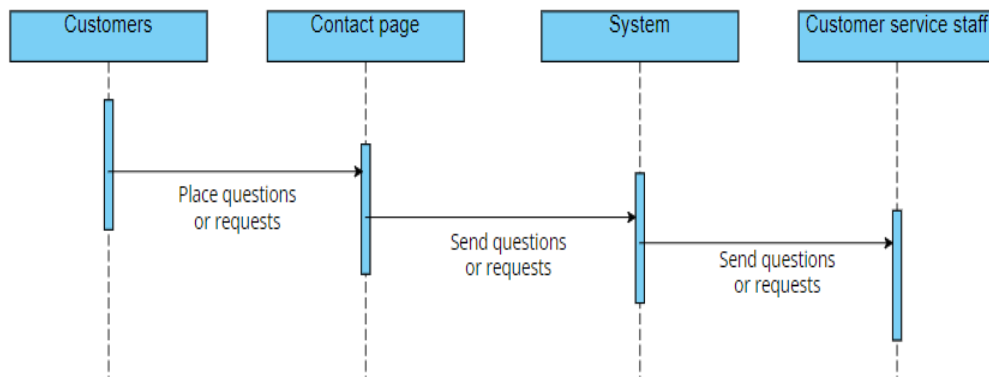 Customers
Contact page
System
Customer service staff
Place questions
or requests
Send questions
or requests
Send questions
or requests